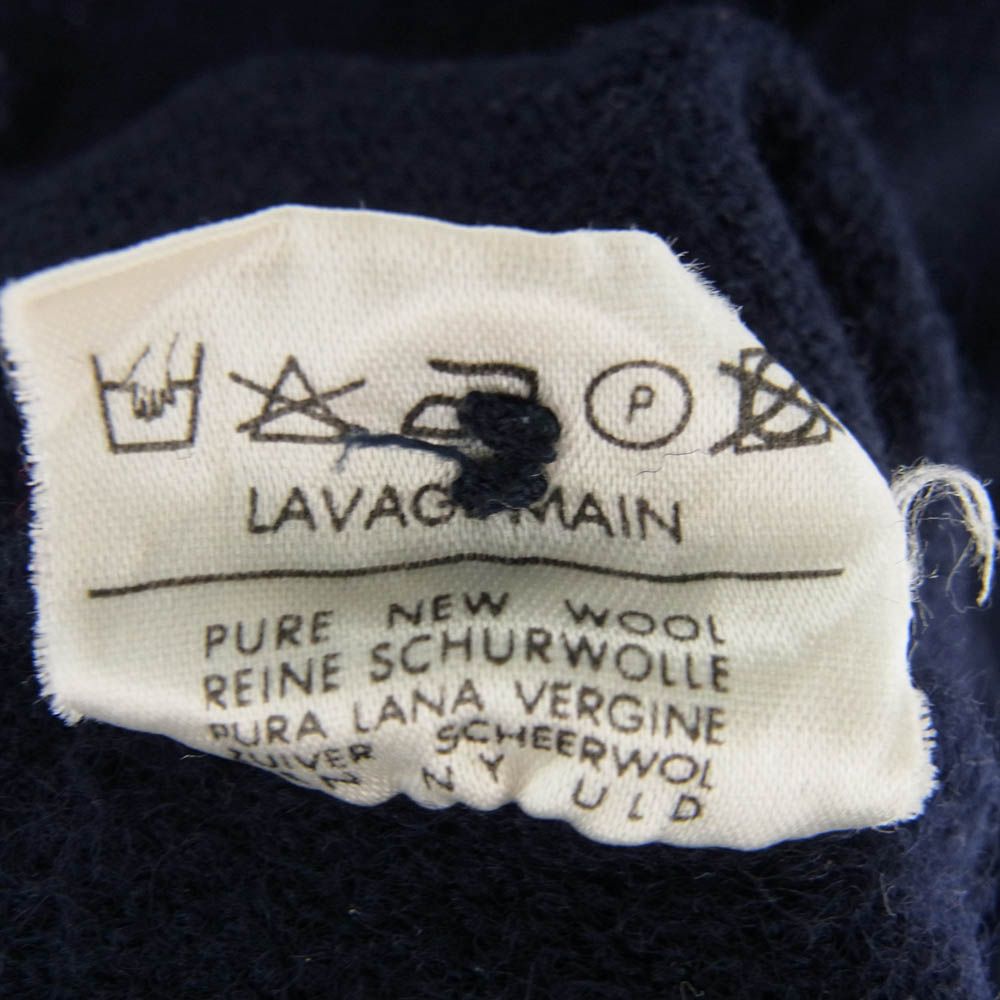 P
LAVAG MAIN
PURE NEW WOOL
REINE SCHURWOLLE
PURA LANA VERGINE
ZUIVER SCHEERWOL
NY ULD